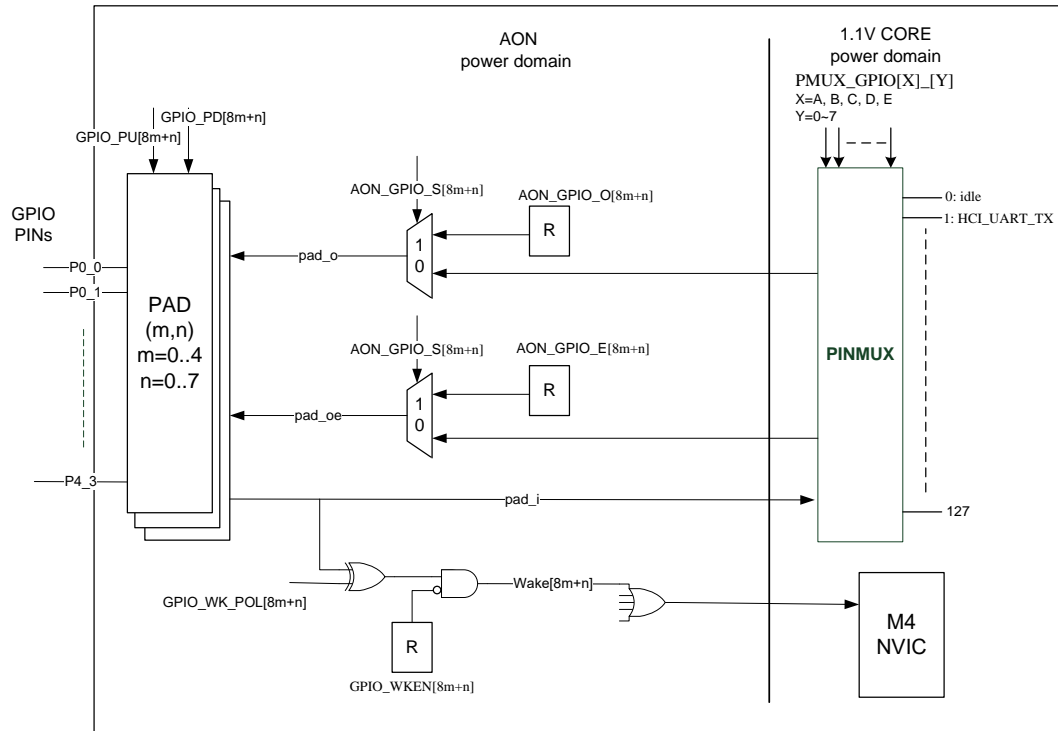 AON
power domain
1.1V CORE
power domain
PMUX_GPIO[X]_[Y]
X=A, B, C, D, E
Y=0~7
GPIO_PD[8m+n]
GPIO_PU[8m+n]
GPIO
PINs
P0_0
P0_1
P4_3
PAD
(m,n)
m=0..4
n=0..7
AON_GPIO_S[8m+n]
AON_GPIO_O[8m+n]
R
1
0
pad_o
AON_GPIO_S[8m+n]
AON_GPIO_E[8m+n]
R
1
0
pad_oe
pad_i
PINMUX
0: idle
1: HCI_UART_TX
127
GPIO_WK_POL[8m+n]
Wake[8m+n]
R
GPIO_WKEN[8m+n]
M4
NVIC